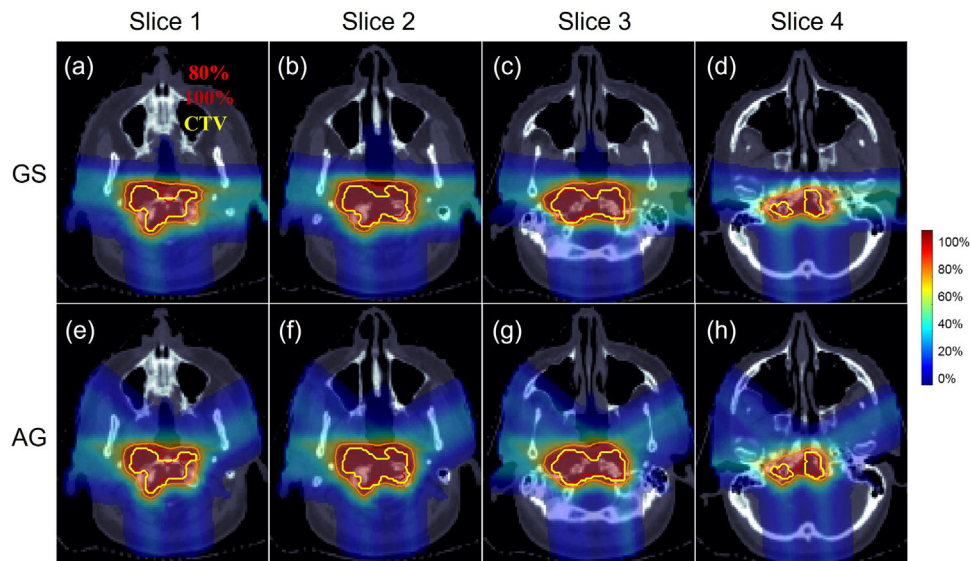 Slice 1 Slice 2 Slice 3 Slice 4
(a) (b) (c) (d)
80%
100%
CTV
GS
100%
80%
60%
40%
20%
0%
(e) (f) (g) (h)
AG